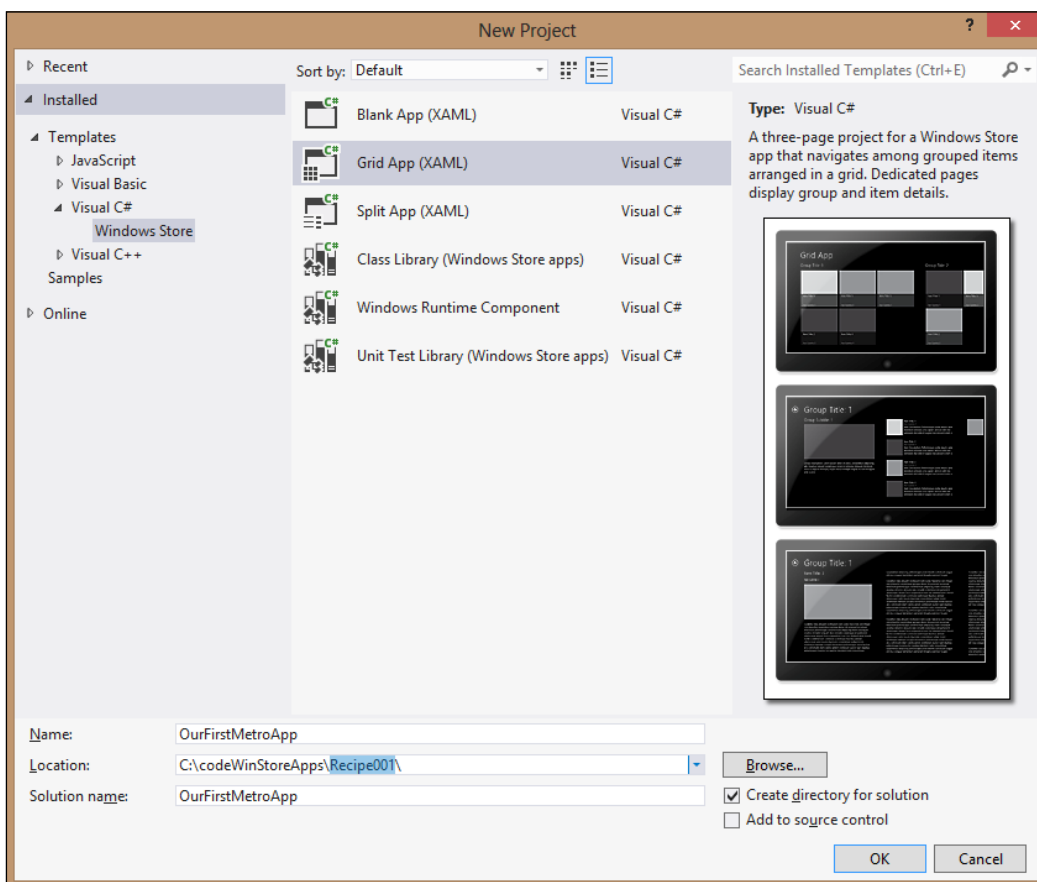 New Project
?
Recent
Installed
Templates
JavaScript
Visual Basic
Visual C#
Windows Store
Visual C++
Samples
Online
Sort by: Default
C# Blank App (XAML) Visual C#
C# Grid App (XAML) Visual C#
C# Split App (XAML) Visual C#
C# Class Library (Windows Store apps) Visual C#
C# Windows Runtime Component Visual C#
C# Unit Test Library (Windows Store apps) Visual C#
Search Installed Templates (Ctrl+E)
Type: Visual C#
A three-page project for a Windows Store
app that navigates among grouped items
arranged in a grid. Dedicated pages
display group and item details.
Grid App
Group Title: 1
Group Title: 1
Name: OurFirstMetroApp
Location: C:\codeWinStoreApps\Recipe001\
Browse...
Solution name: OurFirstMetroApp
Create directory for solution
Add to source control
OK
Cancel